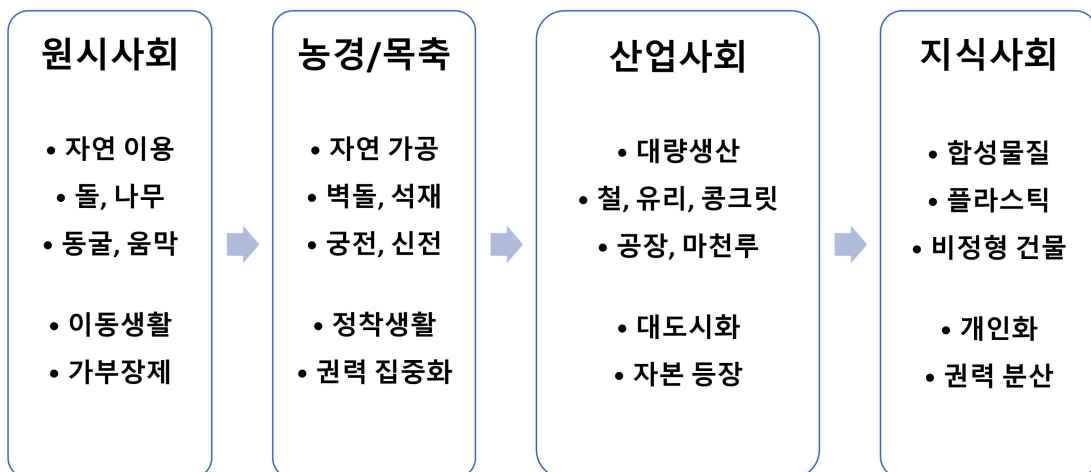 원시사회
• 자연 이용
• 돌, 나무
• 동굴, 움막
• 이동생활
• 가부장제
농경/목축
• 자연 가공
• 벽돌, 석재
• 궁전, 신전
• 정착생활
• 권력 집중화
산업사회
• 대량생산
• 철, 유리, 콩크릿
• 공장, 마천루
• 대도시화
• 자본 등장
지식사회
• 합성물질
• 플라스틱
• 비정형 건물
• 개인화
• 권력 분산